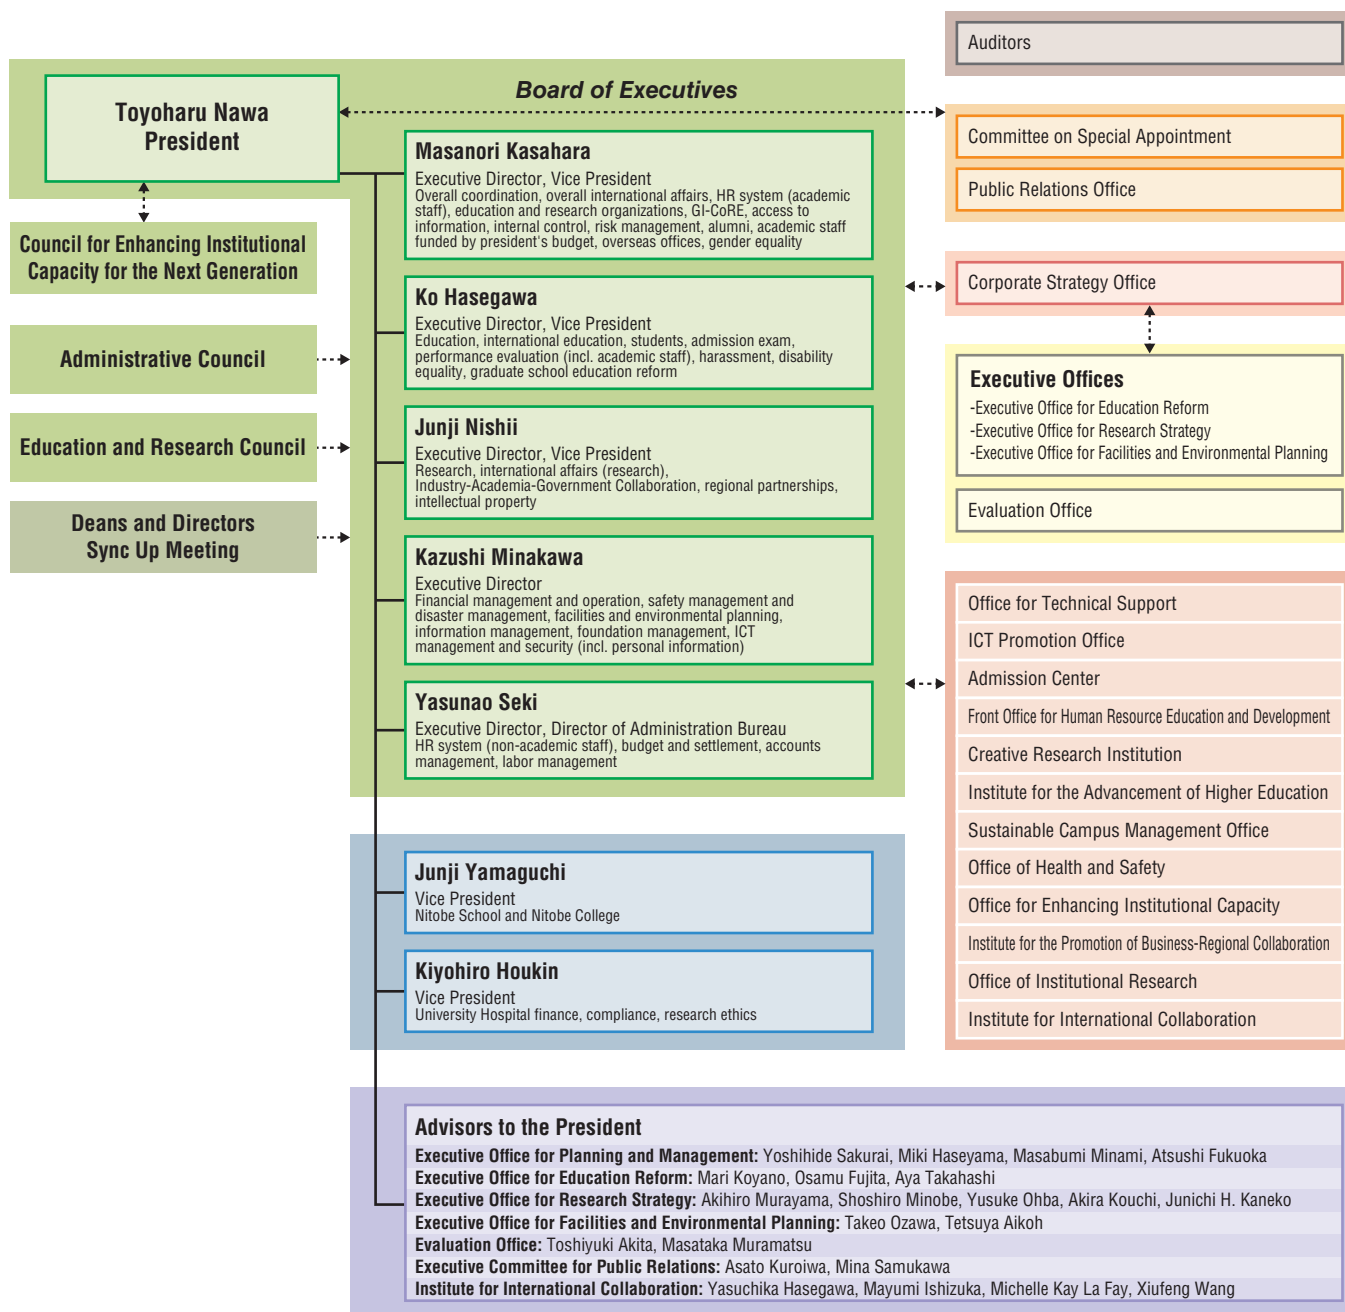 Toyoharu Nawa
President
Council for Enhancing Institutional
Capacity for the Next Generation
Administrative Council
Education and Research Council
Deans and Directors
Sync Up Meeting
Board of Executives
Masanori Kasahara
Executive Director, Vice President
Overall coordination, overall international affairs, HR system (academic
staff), education and research organizations, GI-CoRE, access to
information, internal control, risk management, alumni, academic staff
funded by president's budget, overseas offices, gender equality
Ko Hasegawa
Executive Director, Vice President
Education, international education, students, admission exam,
performance evaluation (incl. academic staff), harassment, disability
equality, graduate school education reform
Junji Nishii
Executive Director, Vice President
Research, international affairs (research),
Industry-Academia-Government Collaboration, regional partnerships,
intellectual property
Kazushi Minakawa
Executive Director
Financial management and operation, safety management and
disaster management, facilities and environmental planning,
information management, foundation management, ICT
management and security (incl. personal information)
Yasunao Seki
Executive Director, Director of Administration Bureau
HR system (non-academic staff), budget and settlement, accounts
management, labor management
Junji Yamaguchi
Vice President
Nitobe School and Nitobe College
Kiyohiro Houkin
Vice President
University Hospital finance, compliance, research ethics
Auditors
Committee on Special Appointment
Public Relations Office
Corporate Strategy Office
Executive Offices
-Executive Office for Education Reform
-Executive Office for Research Strategy
-Executive Office for Facilities and Environmental Planning
Evaluation Office
Office for Technical Support
ICT Promotion Office
Admission Center
Front Office for Human Resource Education and Development
Creative Research Institution
Institute for the Advancement of Higher Education
Sustainable Campus Management Office
Office of Health and Safety
Office for Enhancing Institutional Capacity
Institute for the Promotion of Business-Regional Collaboration
Office of Institutional Research
Institute for International Collaboration
Advisors to the President
Executive Office for Planning and Management: Yoshihide Sakurai, Miki Haseyama, Masabumi Minami, Atsushi Fukuoka
Executive Office for Education Reform: Mari Koyano, Osamu Fujita, Aya Takahashi
Executive Office for Research Strategy: Akihiro Murayama, Shoshiro Minobe, Yusuke Ohba, Akira Kouchi, Junichi H. Kaneko
Executive Office for Facilities and Environmental Planning: Takeo Ozawa, Tetsuya Aikoh
Evaluation Office: Toshiyuki Akita, Masataka Muramatsu
Executive Committee for Public Relations: Asato Kuroiwa, Mina Samukawa
Institute for International Collaboration: Yasuchika Hasegawa, Mayumi Ishizuka, Michelle Kay La Fay, Xiufeng Wang